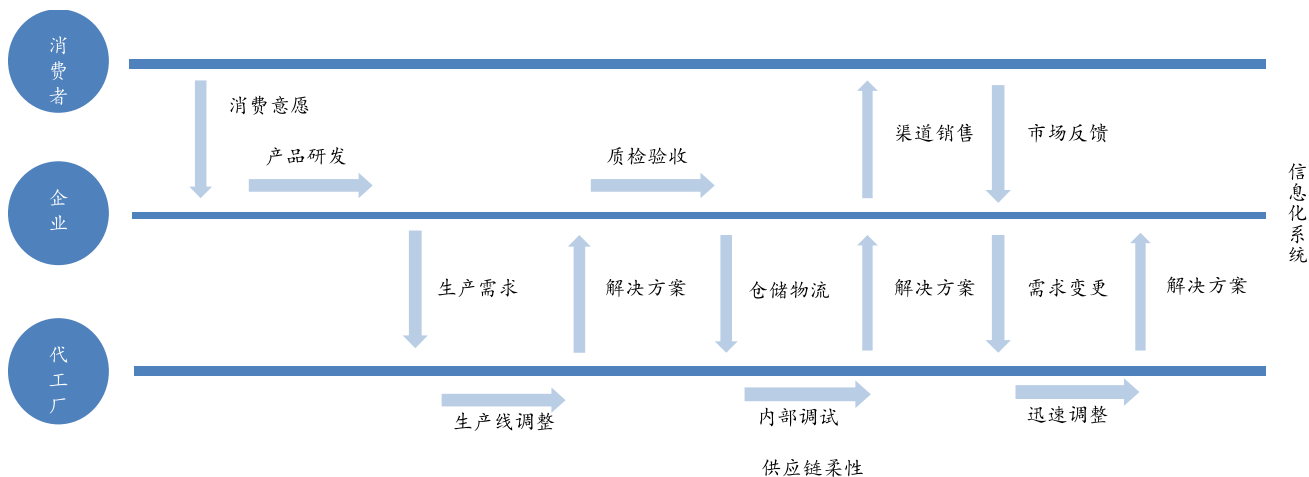 消费者
消费意愿
渠道销售
市场反馈
产品研发
质检验收
企业
信息化系统
生产需求
解决方案
仓储物流
解决方案
需求变更
解决方案
代工厂
生产线调整
内部调试
迅速调整
供应链柔性